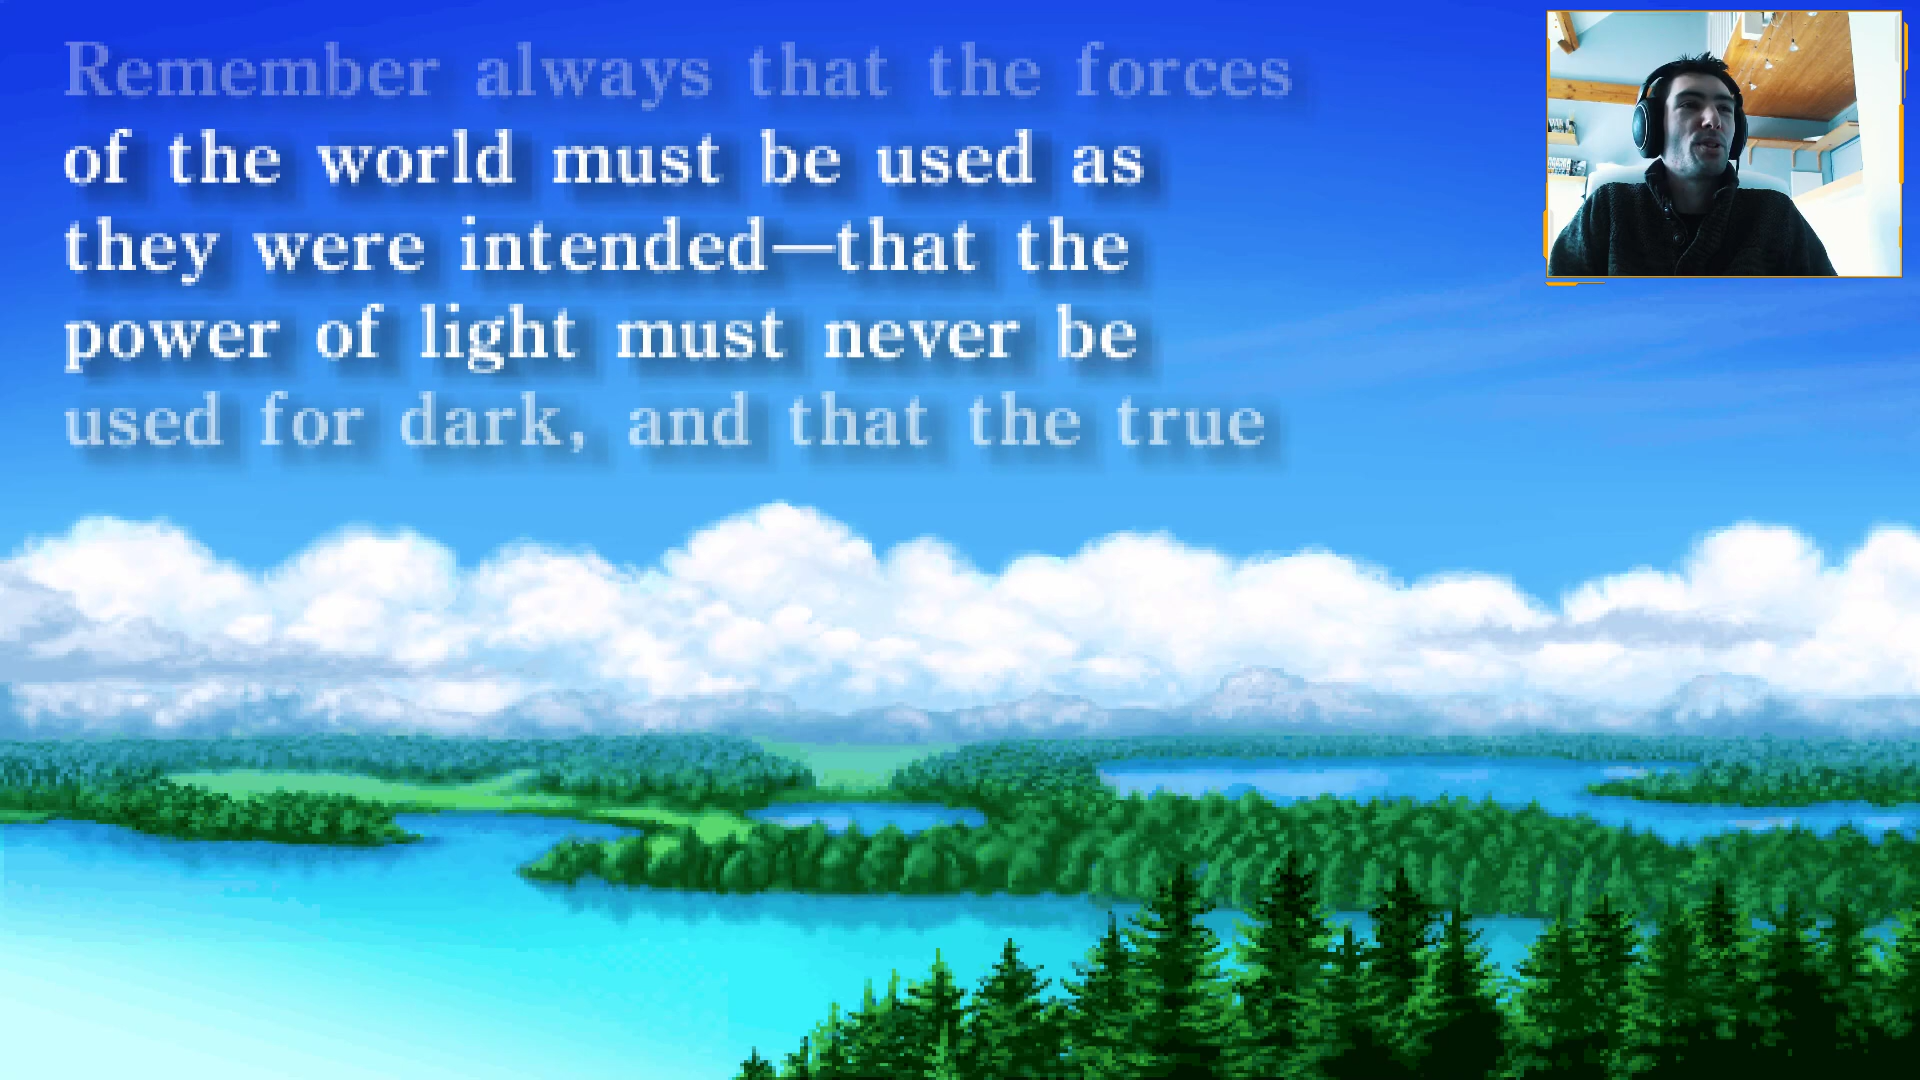 Remember always that the forces
of the world must be used as
they were intended—that the
power of light must never be
used for dark, and that the true